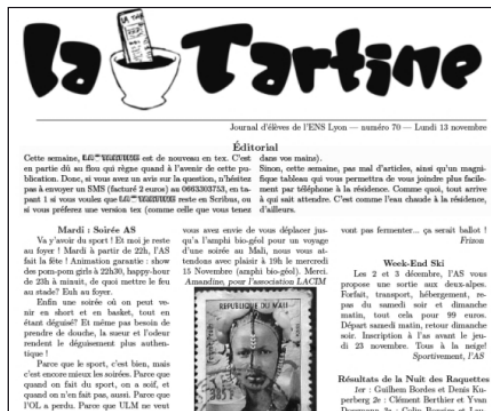 la Tartine
Journal d'élèves de l'ENS Lyon — numéro 70 — Lundi 13 novembre
Éditorial
Cette semaine, est de nouveau en tex. C'est
en partie dû au flou qui règne quand à l'avenir de cette pu-
blication. Donc, si vous avez un avis sur la question, n'hésitez
pas à envoyer un SMS (facturé 2 euros) au 0663303753, en ta-
pant 1 si vous voulez que reste en Scribus, ou
si vous préferez une version tex (comme celle que vous tenez
dans vos mains).
Sinon, cette semaine, pas mal d'articles, ainsi qu'un magni-
fique tableau qui vous permettra de vous joindre plus facile-
ment par téléphone à la résidence. Comme quoi, tout arrive
à qui sait attendre. C'est comme l'eau chaude à la résidence,
d'ailleurs.
Mardi : Soirée AS
Va y'avoir du sport ! Et moi je reste
au foyer ! Mardi à partir de 22h, l'AS
fait la fête ! Animation garantie : show
des pom-pom girls à 22h30, happy-hour
de 23h à minuit, de quoi mettre le feu
au stade? Euh au foyer.
Enfin une soirée où on peut ve-
nir en short et en basket, tout en
étant déguisé? Et même pas besoin de
prendre de douche, la sueur et l'odeur
rendent le déguisement plus authen-
tique !
Parce que le sport, c'est bien, mais
c'est encore mieux les soirées. Parce que
quand on fait du sport, on a soif, et
quand on n'en fait pas, aussi. Parce que
l'OL a perdu. Parce que ULM ne veut
vous avez envie de vous déplacer jus-
qu'a l'amphi bio-géol pour un voyage
d'une soirée au Mali, nous vous at-
tendons avec plaisir à 19h le mercredi
15 Novembre (amphi bio-géol). Merci.
Amandine, pour l'association LACIM
REPUBLIQUE DU MALI
vont pas fermenter... ça serait ballot !
Frizon
Week-End Ski
Les 2 et 3 décembre, l'AS vous
propose une sortie aux deux-alpes.
Forfait, transport, hébergement, re-
pas du samedi soir et dimanche
matin, tout cela pour 99 euros.
Départ samedi matin, retour dimanche
soir. Inscription à l'as avant le jeu-
di 23 novembre. Tous à la neige!
Sportivement, l'AS
Résultats de la Nuit des Raquettes
1er : Guilhem Bordes et Denis Ku-
perberg 2e : Clément Berthier et Yvan